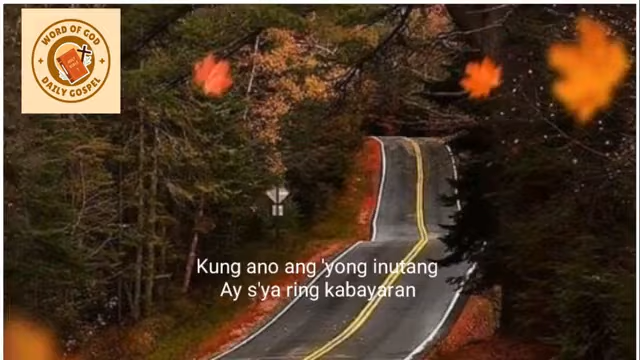 WORD OF GOD
DAILY GOSPEL
Kung ano ang 'yong inutang
Ay s'ya ring kabayaran